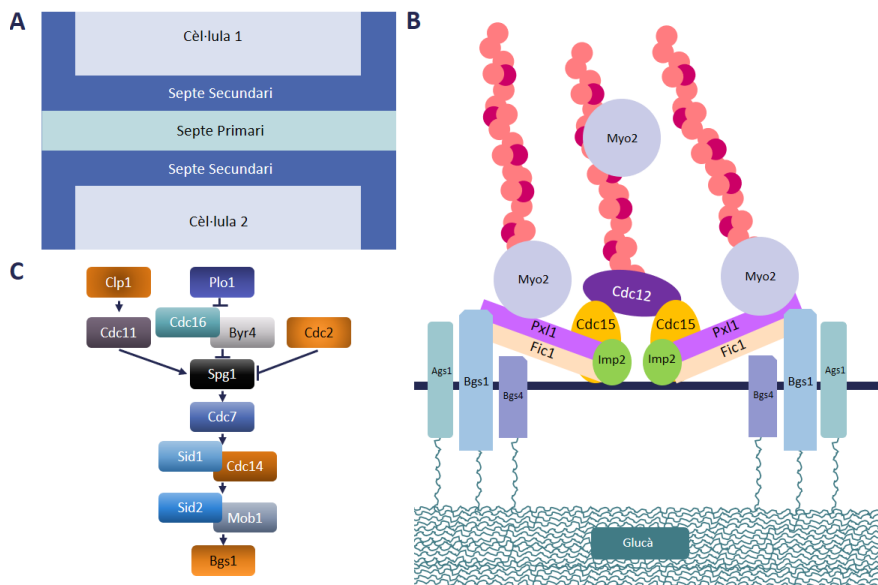 A
Cèl·lula 1
Septe Secundari
Septe Primari
Septe Secundari
Cèl·lula 2
B
Myo2
Myo2
Myo2
Cdc12
Cdc15
Cdc15
Pxl1
Pxl1
Fic1
Fic1
Imp2
Imp2
Ags1
Bgs1
Bgs4
Bgs4
Bgs1
Ags1
Glucà
C
Clp1
Plo1
Cdc11
Cdc16
Byr4
Cdc2
Spg1
Cdc7
Sid1
Cdc14
Sid2
Mob1
Bgs1